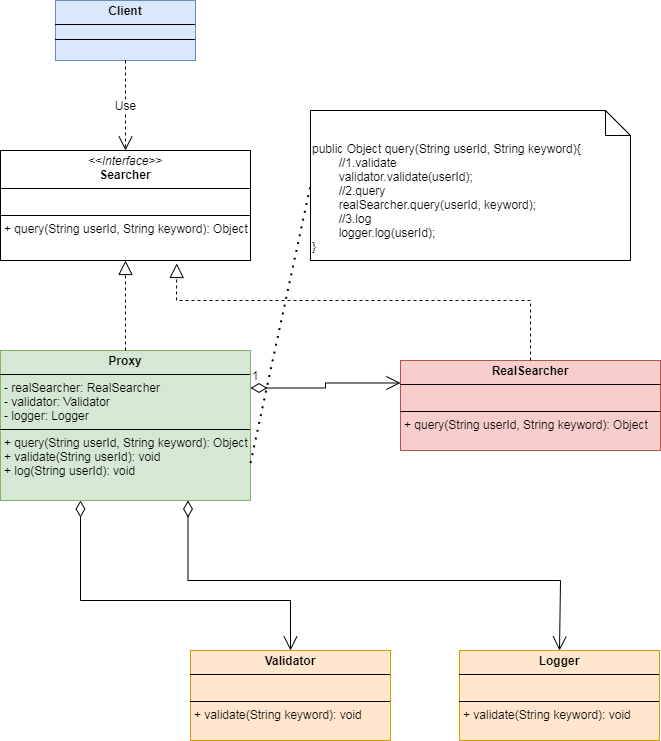 Client
Use
<<Interface>>
Searcher
+ query(String userId, String keyword): Object
public Object query(String userId, String keyword){
//1.validate
validator.validate(userId);
//2.query
realSearcher.query(userId, keyword);
//3.log
logger.log(userId);
}
Proxy
- realSearcher: RealSearcher
- validator: Validator
- logger: Logger
+ query(String userId, String keyword): Object
+ validate(String userId): void
+ log(String userId): void
1
RealSearcher
+ query(String userId, String keyword): Object
Validator
+ validate(String keyword): void
Logger
+ validate(String keyword): void